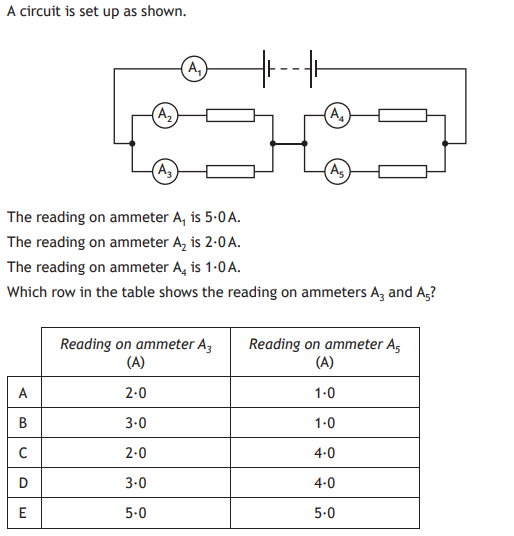 A circuit is set up as shown.
A₁
A₂
A₄
A₃
A₅
The reading on ammeter A₁ is 5·0 A.
The reading on ammeter A₂ is 2·0 A.
The reading on ammeter A₄ is 1·0 A.
Which row in the table shows the reading on ammeters A₃ and A₅?
Reading on ammeter A₃ (A) Reading on ammeter A₅ (A)
A 2·0 1·0
B 3·0 1·0
C 2·0 4·0
D 3·0 4·0
E 5·0 5·0